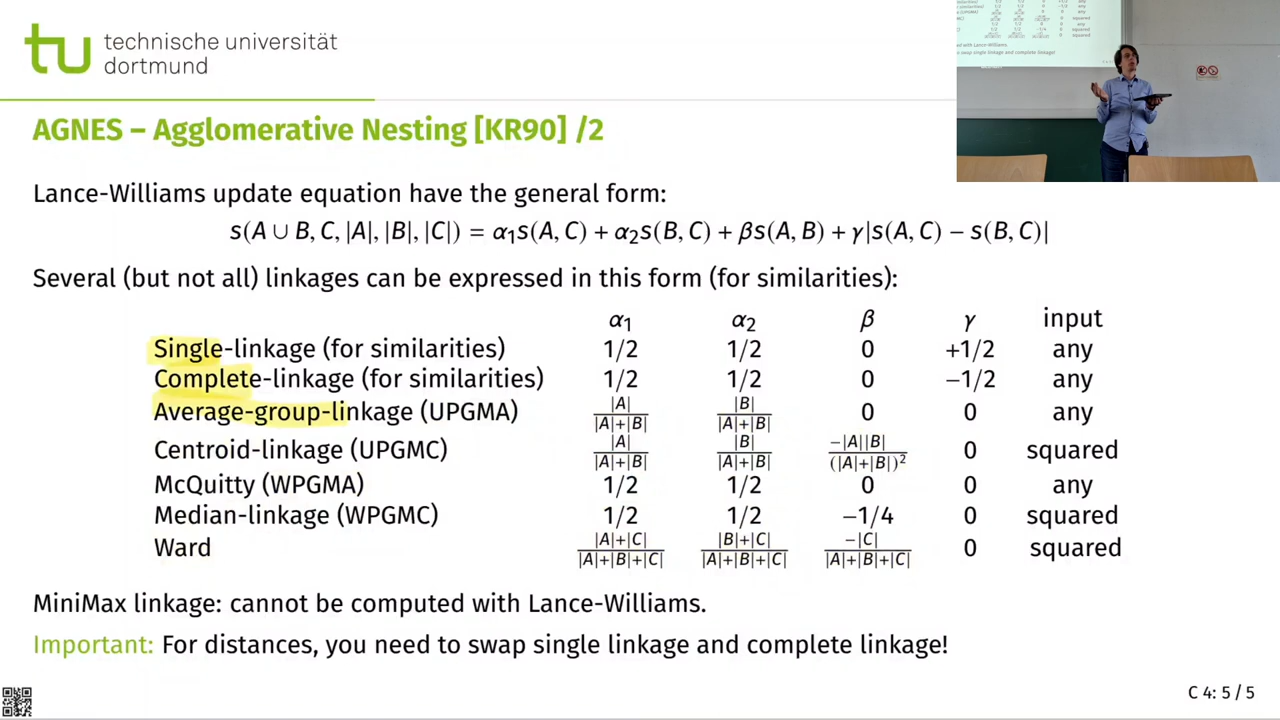 technische universität
dortmund
AGNES – Agglomerative Nesting [KR90] /2
Lance-Williams update equation have the general form:
s(A ∪ B, C, |A|, |B|, |C|) = α₁s(A, C) + α₂s(B, C) + βs(A, B) + γ|s(A, C) − s(B, C)|
Several (but not all) linkages can be expressed in this form (for similarities):
α₁ α₂ β γ input
Single-linkage (for similarities) 1/2 1/2 0 +1/2 any
Complete-linkage (for similarities) 1/2 1/2 0 −1/2 any
Average-group-linkage (UPGMA) |A|/(|A|+|B|) |B|/(|A|+|B|) 0 0 any
Centroid-linkage (UPGMC) |A|/(|A|+|B|) |B|/(|A|+|B|) −|A||B|/(|A|+|B|)² 0 squared
McQuitty (WPGMA) 1/2 1/2 0 0 any
Median-linkage (WPGMC) 1/2 1/2 −1/4 0 squared
Ward (|A|+|C|)/(|A|+|B|+|C|) (|B|+|C|)/(|A|+|B|+|C|) −|C|/(|A|+|B|+|C|) 0 squared
MiniMax linkage: cannot be computed with Lance-Williams.
Important: For distances, you need to swap single linkage and complete linkage!
C 4: 5 / 5